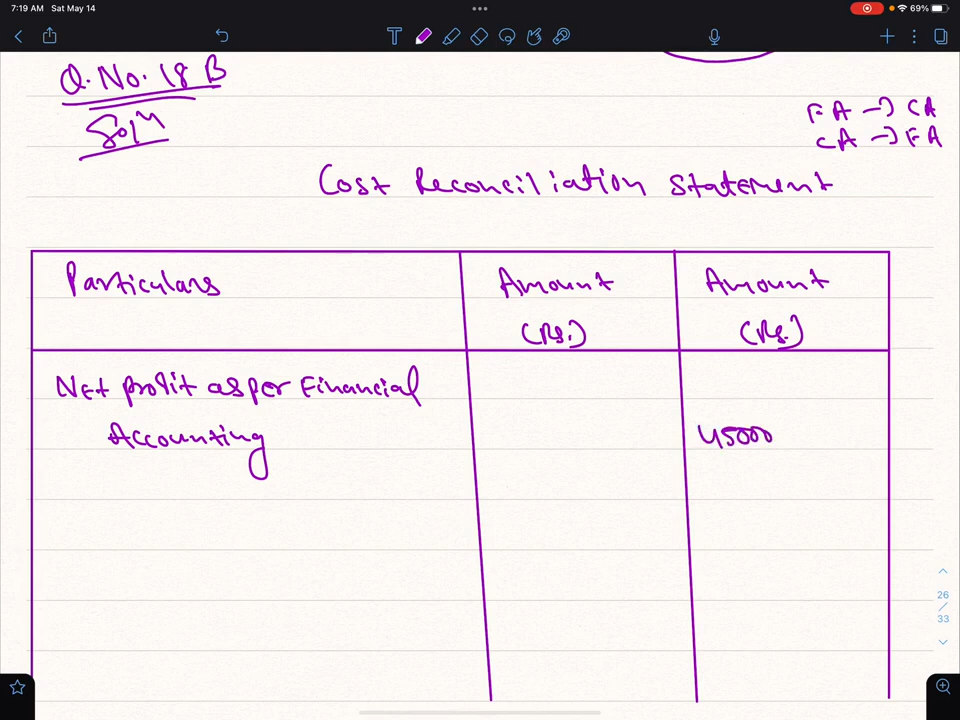 7:19 AM Sat May 14
69%
Q. No. 18 B
Solⁿ
FA → CA
CA → FA
Cost Reconciliation Statement
Particulars
Amount (Rs.)
Amount (Rs.)
Net profit as per Financial
Accounting
45000
26
/
33